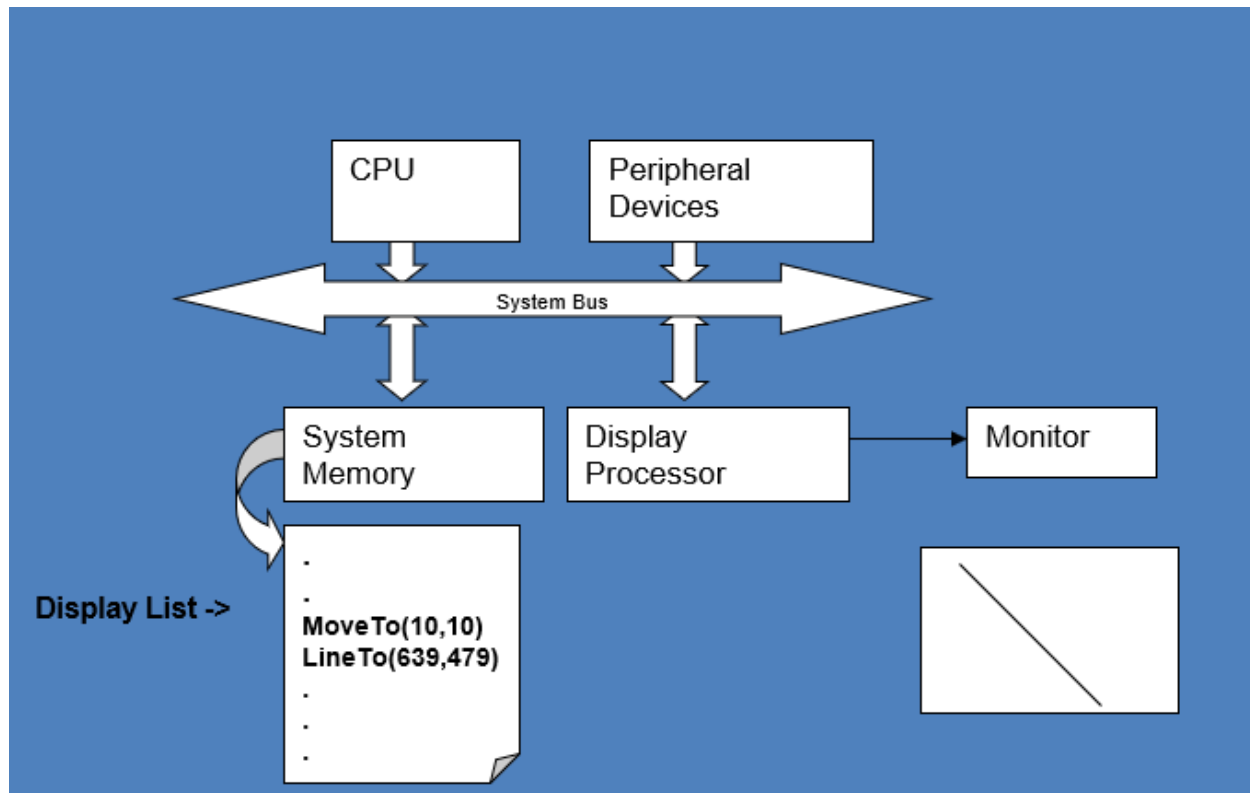 CPU
Peripheral
Devices
System Bus
System
Memory
Display
Processor
Monitor
Display List ->
.
.
MoveTo(10,10)
LineTo(639,479)
.
.
.